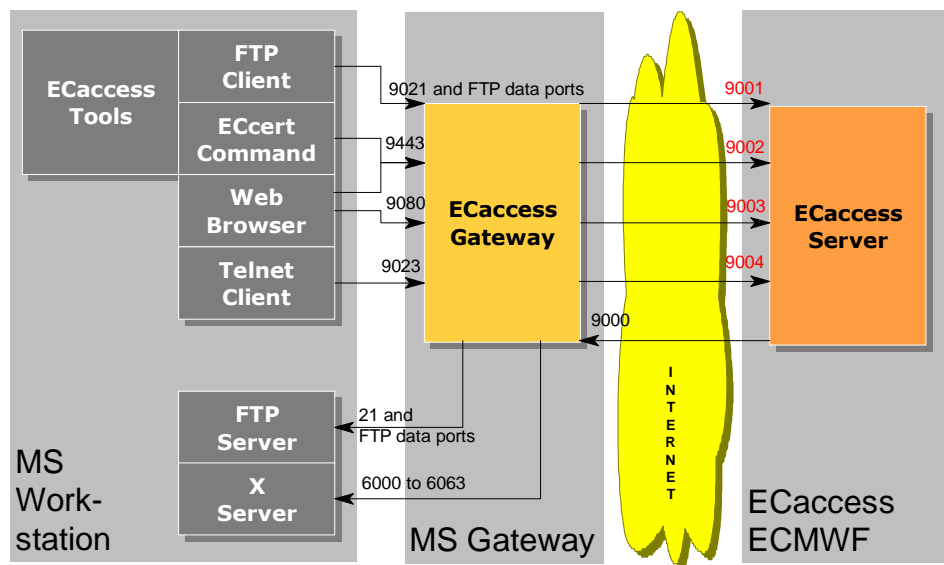 ECaccess
Tools
FTP
Client
ECcert
Command
Web
Browser
Telnet
Client
9021 and FTP data ports
9443
9080
9023
ECaccess
Gateway
9001
9002
9003
9004
9000
ECaccess
Server
FTP
Server
X
Server
21 and
FTP data ports
6000 to 6063
INTERNET
MS
Work-
station
MS Gateway
ECaccess
ECMWF